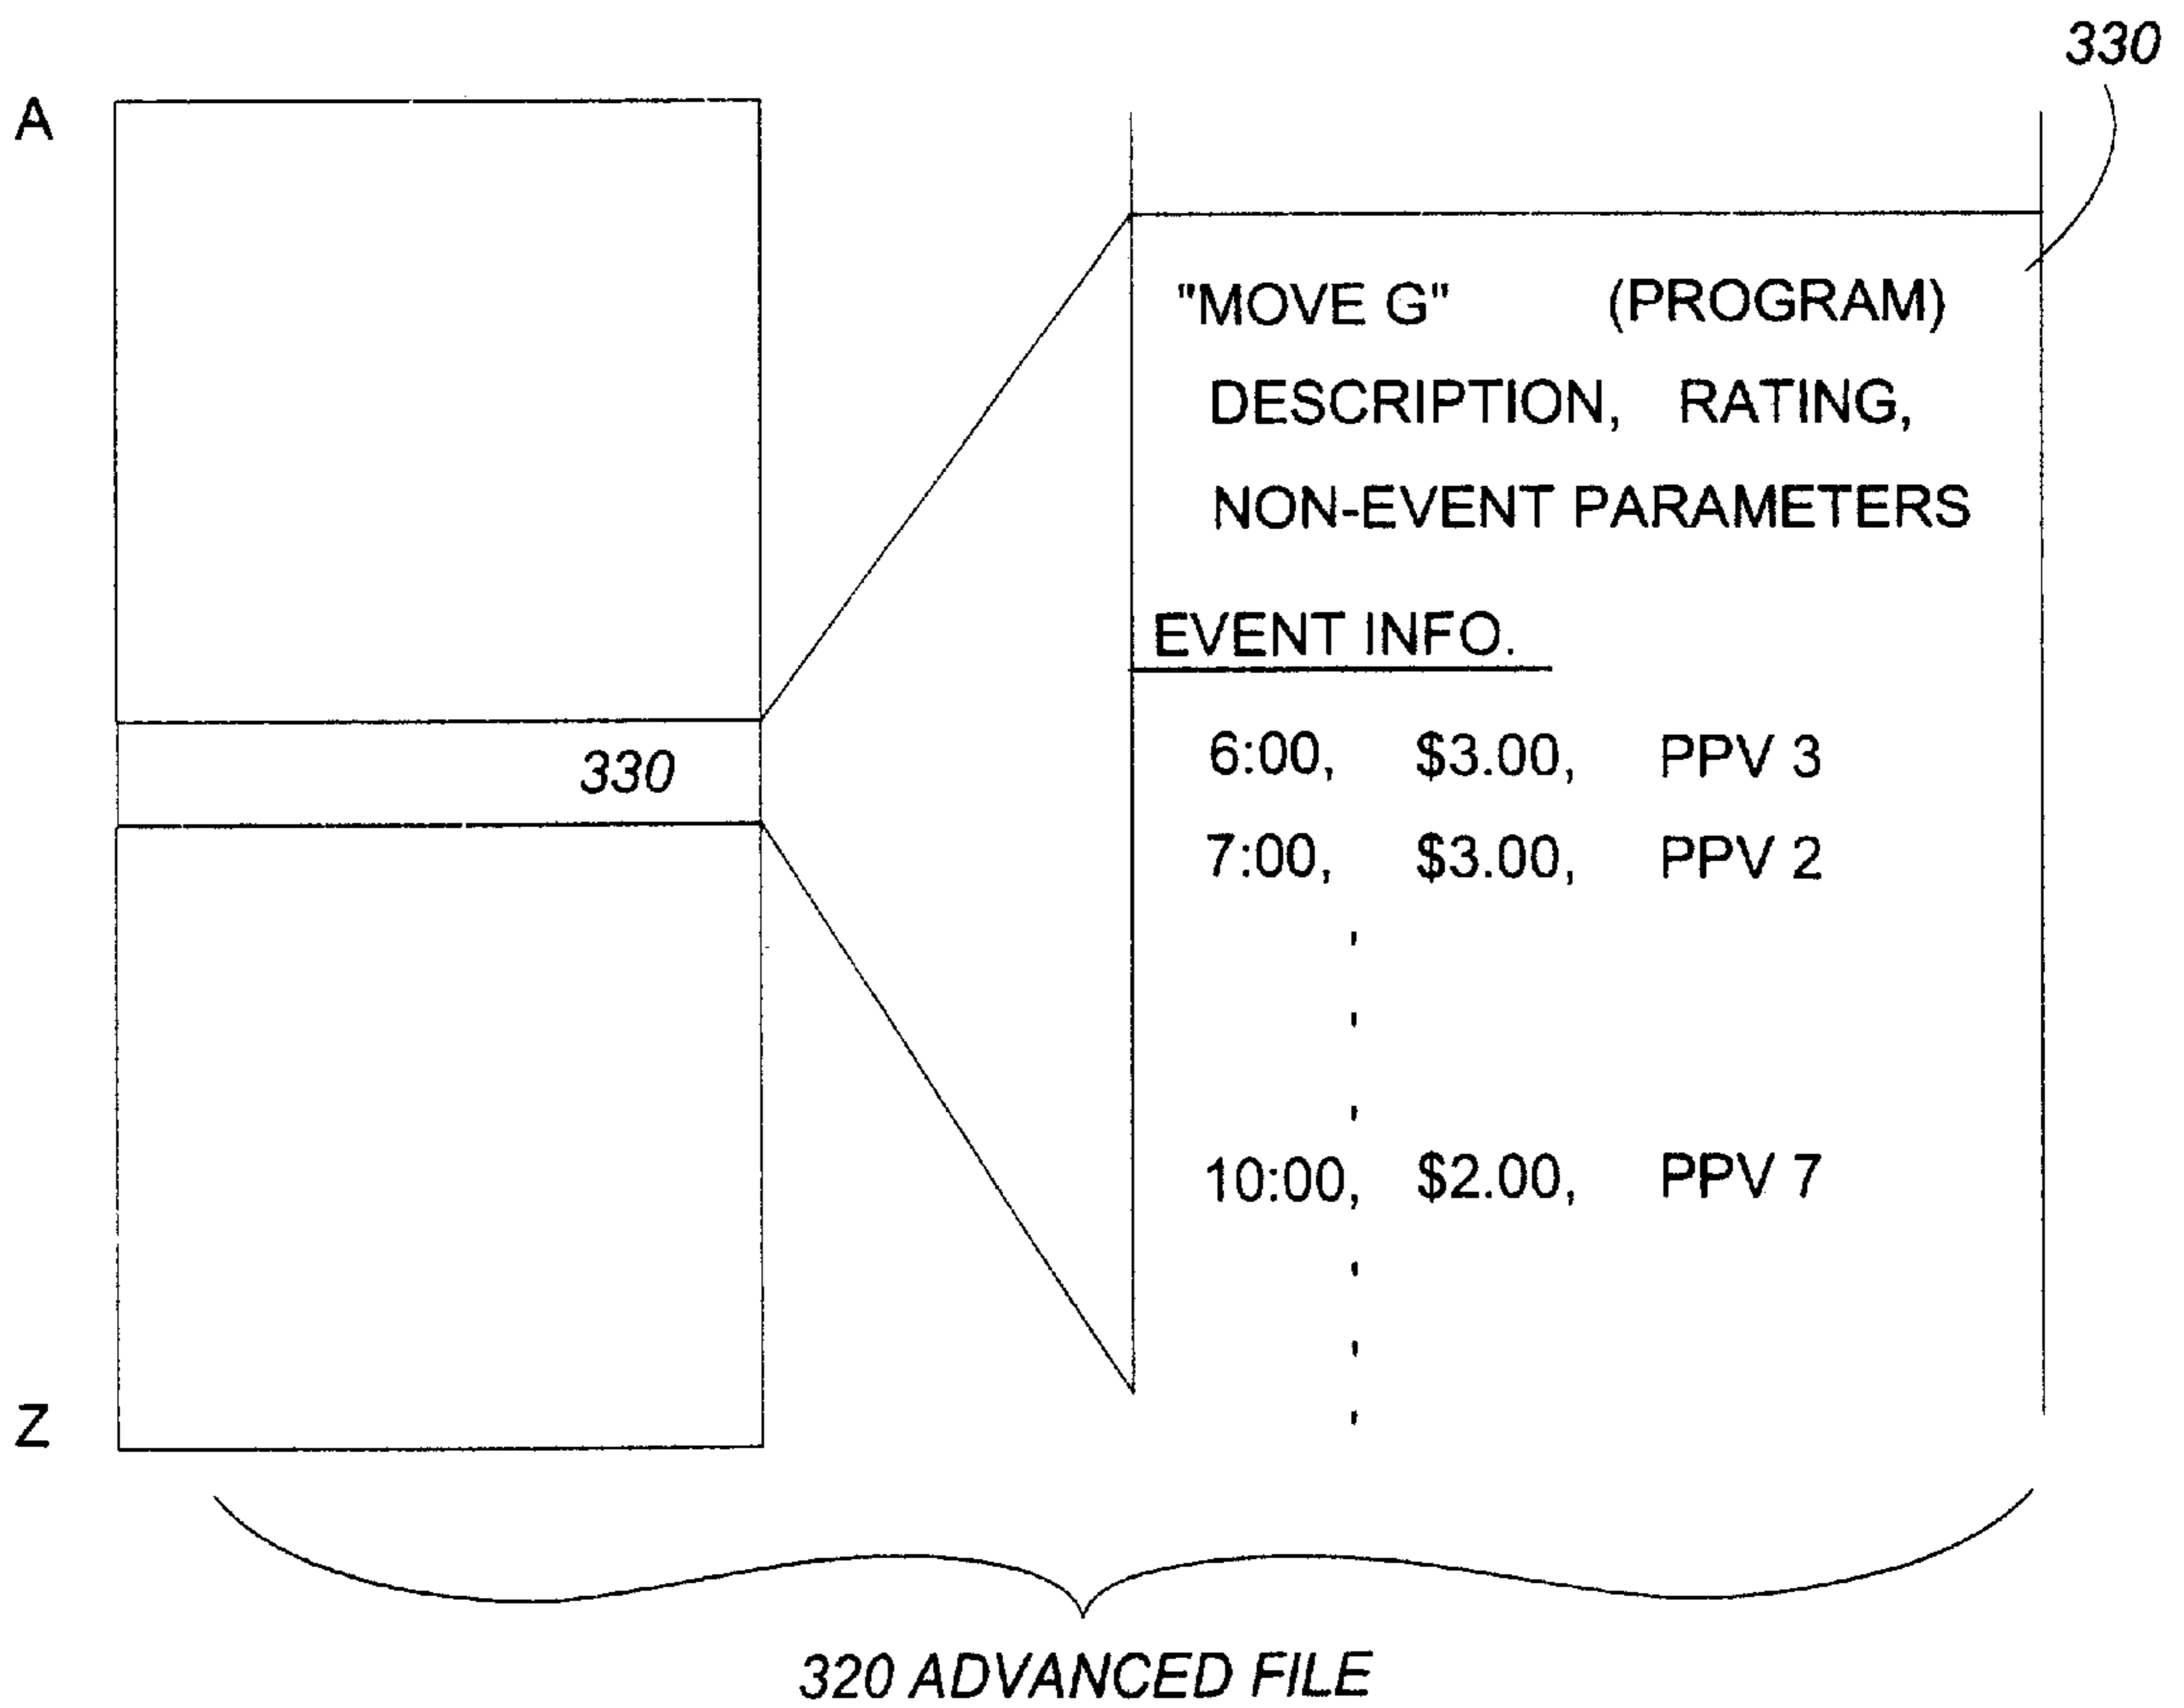 330
A
"MOVE G" (PROGRAM)
DESCRIPTION, RATING,
NON-EVENT PARAMETERS
EVENT INFO.
330
6:00, $3.00, PPV 3
7:00, $3.00, PPV 2
10:00, $2.00, PPV 7
Z
320 ADVANCED FILE